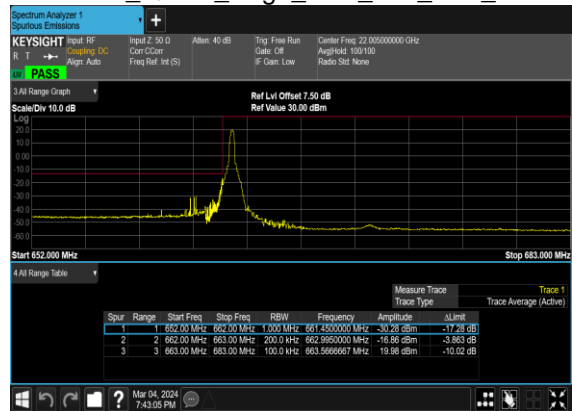 Spectrum Analyzer 1
Spurious Emissions
KEYSIGHT Input: RF Input Z: 50 Ω Atten: 40 dB Trig: Free Run Center Freq: 22.005000000 GHz
R T Coupling: DC Corr CCorr Gate: Off Avg|Hold: 100/100
Align: Auto Freq Ref: Int (S) IF Gain: Low Radio Std: None
PASS
3 All Range Graph
Ref Lvl Offset 7.50 dB
Scale/Div 10.0 dB Ref Value 30.00 dBm
Log
20.0
10.0
0.00
-10.0
-20.0
-30.0
-40.0
-50.0
-60.0
Start 652.000 MHz Stop 683.000 MHz
4 All Range Table
Measure Trace Trace 1
Trace Type Trace Average (Active)
Spur Range Start Freq Stop Freq RBW Frequency Amplitude ΔLimit
1 1 652.00 MHz 662.00 MHz 1.000 MHz 661.4500000 MHz -30.28 dBm -17.28 dB
2 2 662.00 MHz 663.00 MHz 200.0 kHz 662.9950000 MHz -16.86 dBm -3.863 dB
3 3 663.00 MHz 683.00 MHz 100.0 kHz 663.5666667 MHz 19.98 dBm -10.02 dB
Mar 04, 2024
7:43:05 PM